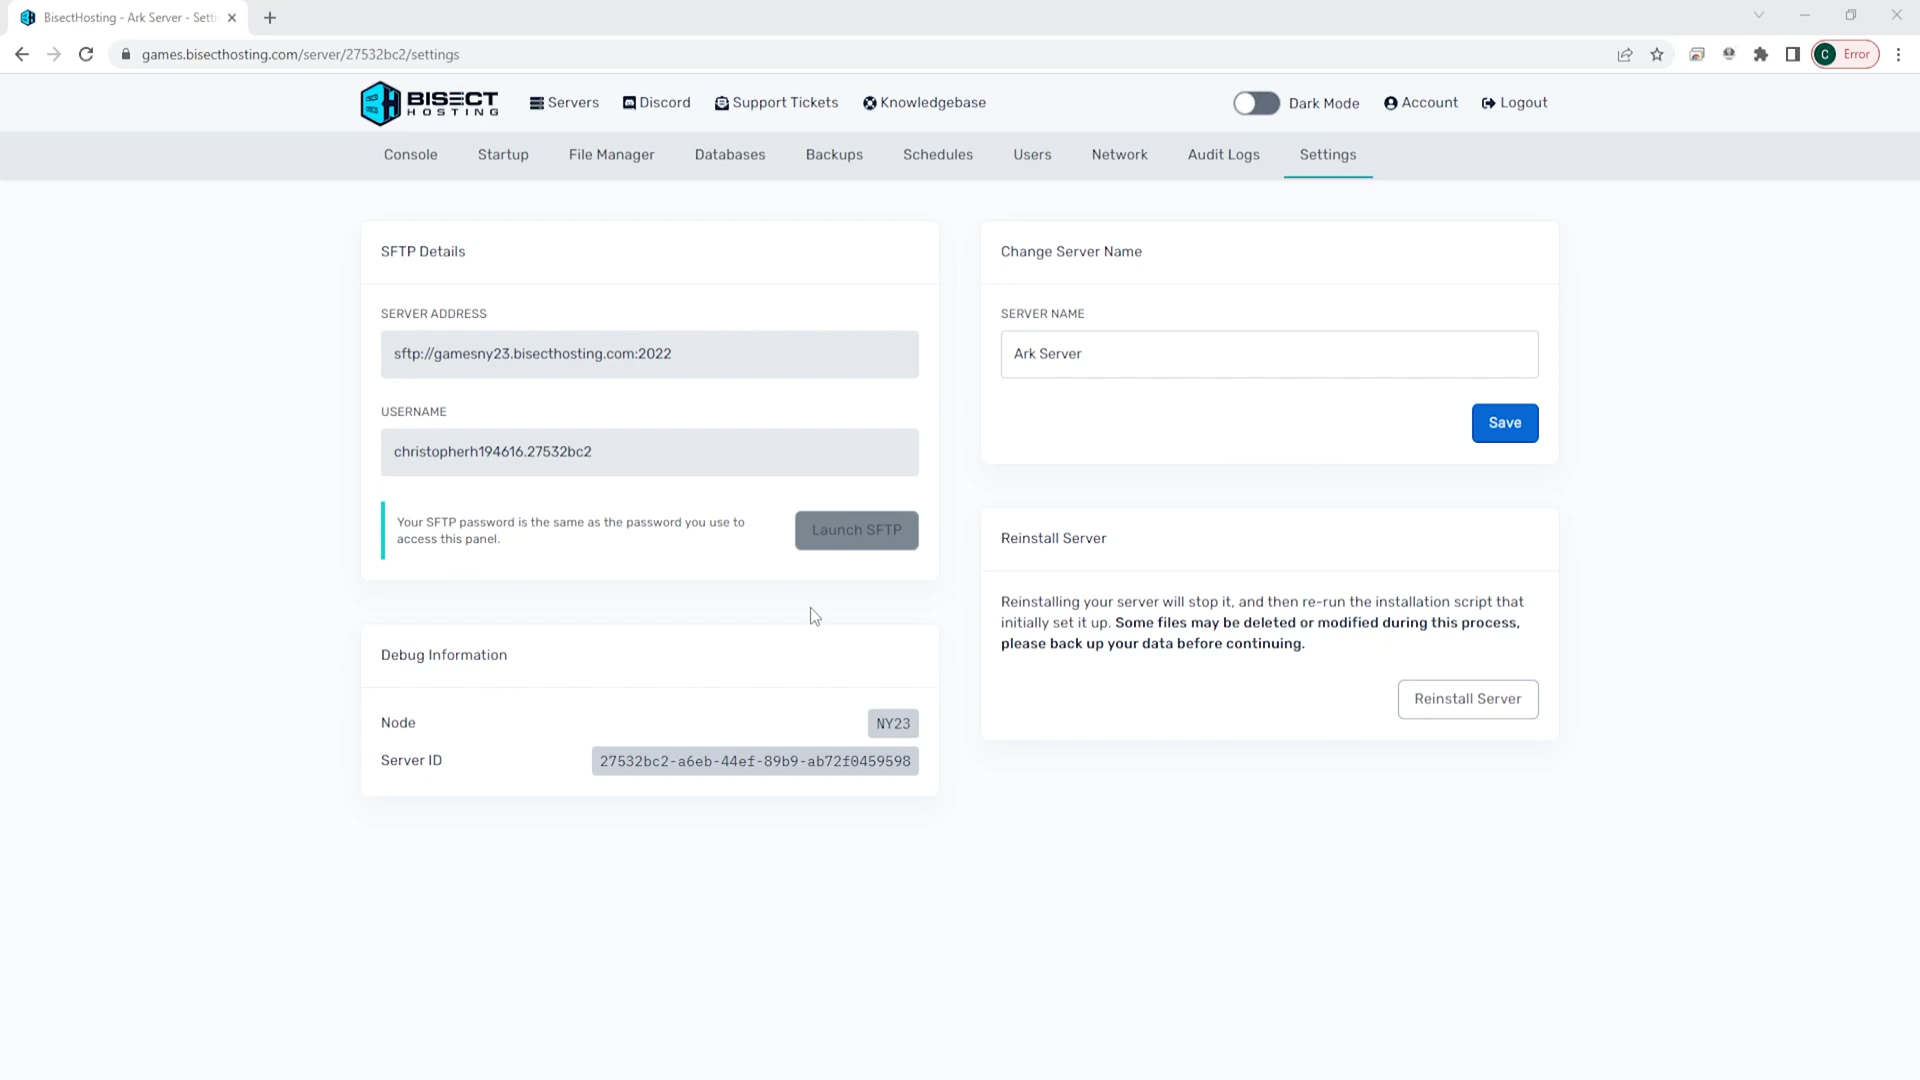 BisectHosting - Ark Server - Setti
games.bisecthosting.com/server/27532bc2/settings
C Error
BISECT
HOSTING
Servers
Discord
Support Tickets
Knowledgebase
Dark Mode
Account
Logout
Console
Startup
File Manager
Databases
Backups
Schedules
Users
Network
Audit Logs
Settings
SFTP Details
SERVER ADDRESS
sftp://gamesny23.bisecthosting.com:2022
USERNAME
christopherh194616.27532bc2
Your SFTP password is the same as the password you use to
access this panel.
Launch SFTP
Debug Information
Node
NY23
Server ID
27532bc2-a6eb-44ef-89b9-ab72f0459598
Change Server Name
SERVER NAME
Ark Server
Save
Reinstall Server
Reinstalling your server will stop it, and then re-run the installation script that
initially set it up. Some files may be deleted or modified during this process,
please back up your data before continuing.
Reinstall Server